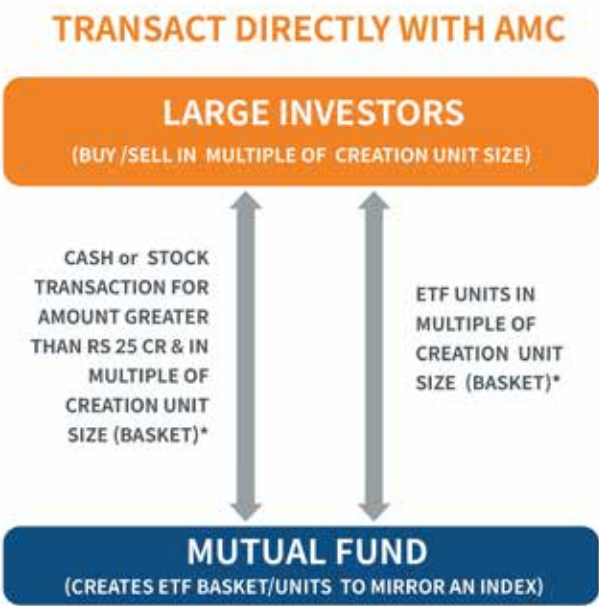 TRANSACT DIRECTLY WITH AMC
LARGE INVESTORS
(BUY /SELL IN MULTIPLE OF CREATION UNIT SIZE)
CASH or STOCK
TRANSACTION FOR
AMOUNT GREATER
THAN RS 25 CR & IN
MULTIPLE OF
CREATION UNIT
SIZE (BASKET)*
ETF UNITS IN
MULTIPLE OF
CREATION UNIT
SIZE (BASKET)*
MUTUAL FUND
(CREATES ETF BASKET/UNITS TO MIRROR AN INDEX)